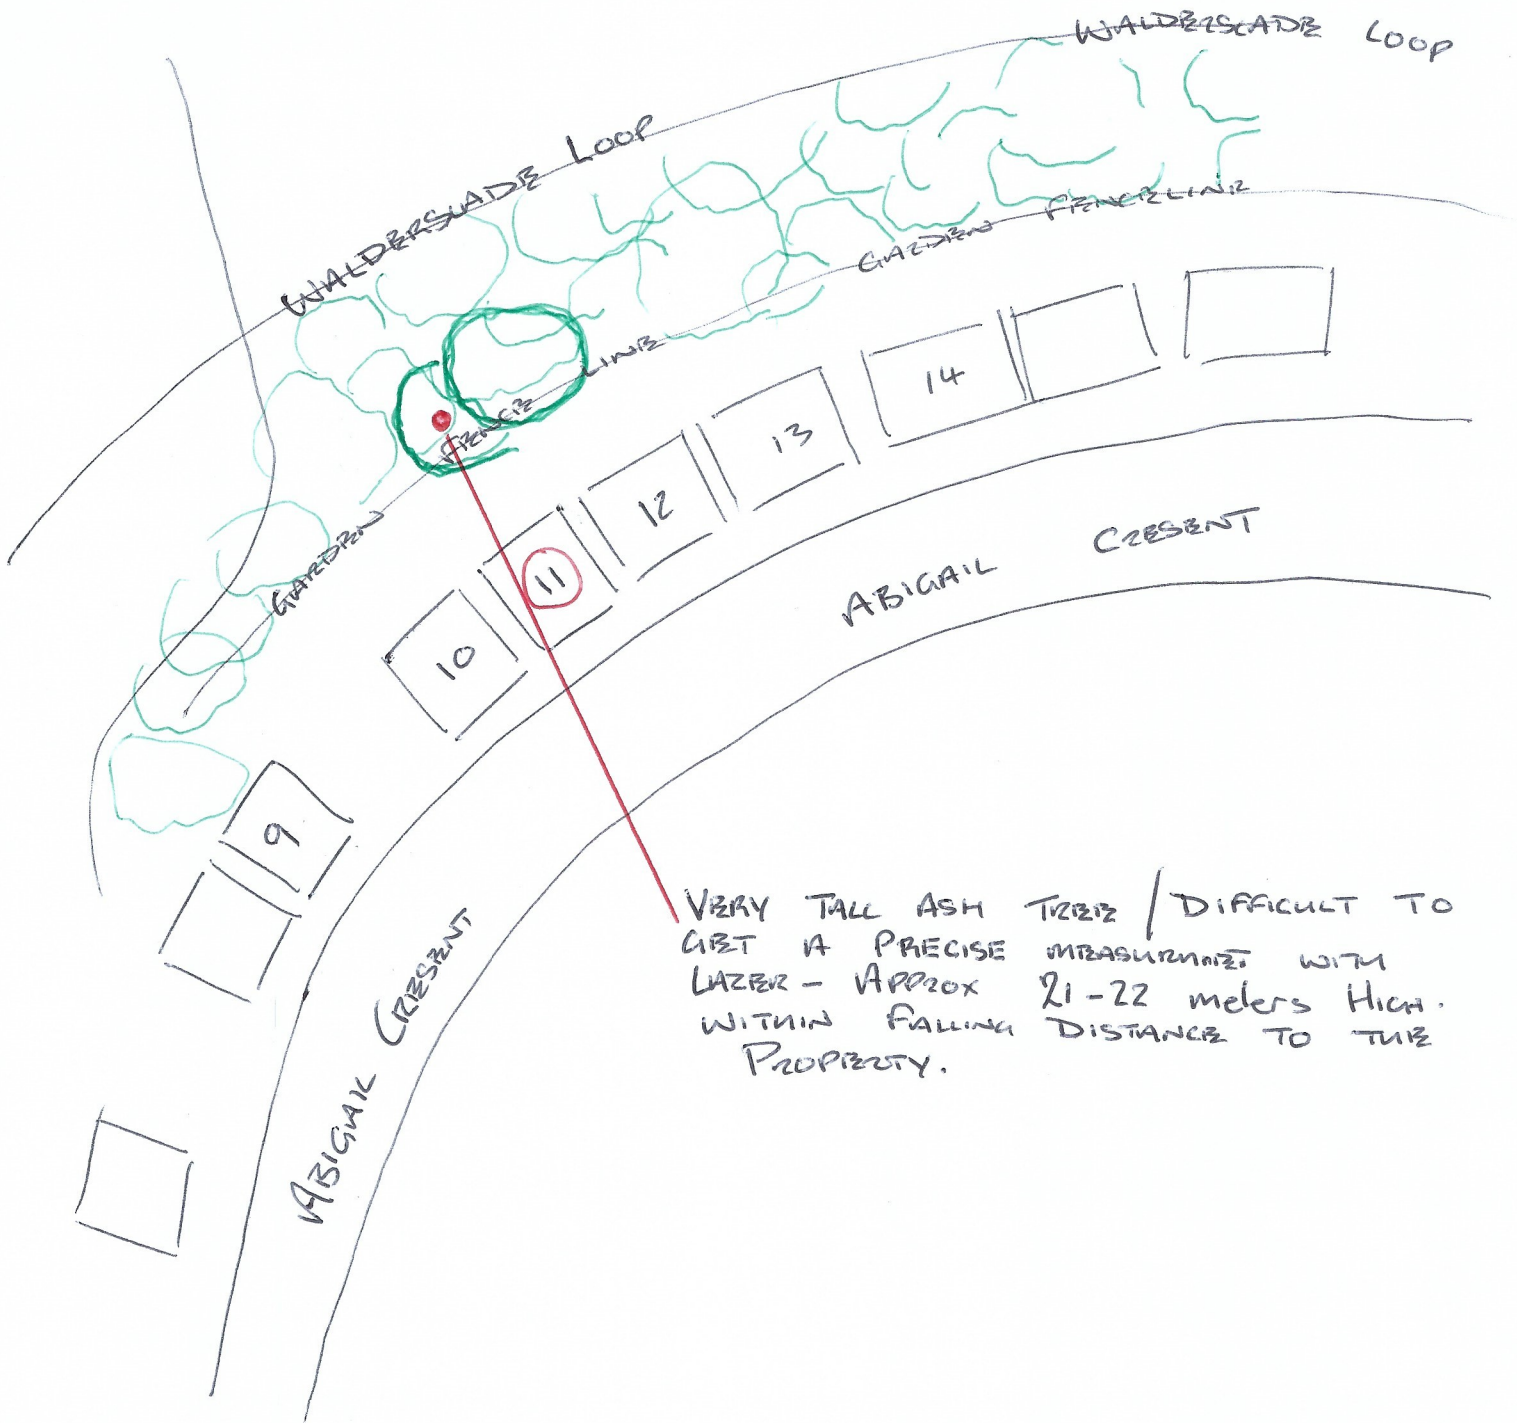 WALDERSLADE LOOP
WALDERSLADE LOOP
GARDEN FENCELINE
GARDEN FENCE LINE
14
13
12
11
10
9
ABIGAIL CRESENT
ABIGAIL CRESENT
VERY TALL ASH TREE / DIFFICULT TO
GET A PRECISE MEASURMET WITH
LAZER - APPROX 21-22 meters HIGH.
WITHIN FALLING DISTANCE TO THE
PROPERTY.